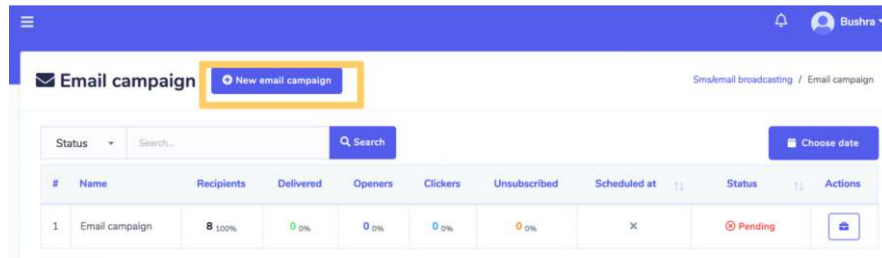 Bushra
Email campaign New email campaign Sms/email broadcasting / Email campaign
Status Search... Search Choose date
# Name Recipients Delivered Openers Clickers Unsubscribed Scheduled at Status Actions
1 Email campaign 8 100% 0 0% 0 0% 0 0% 0 0% Pending